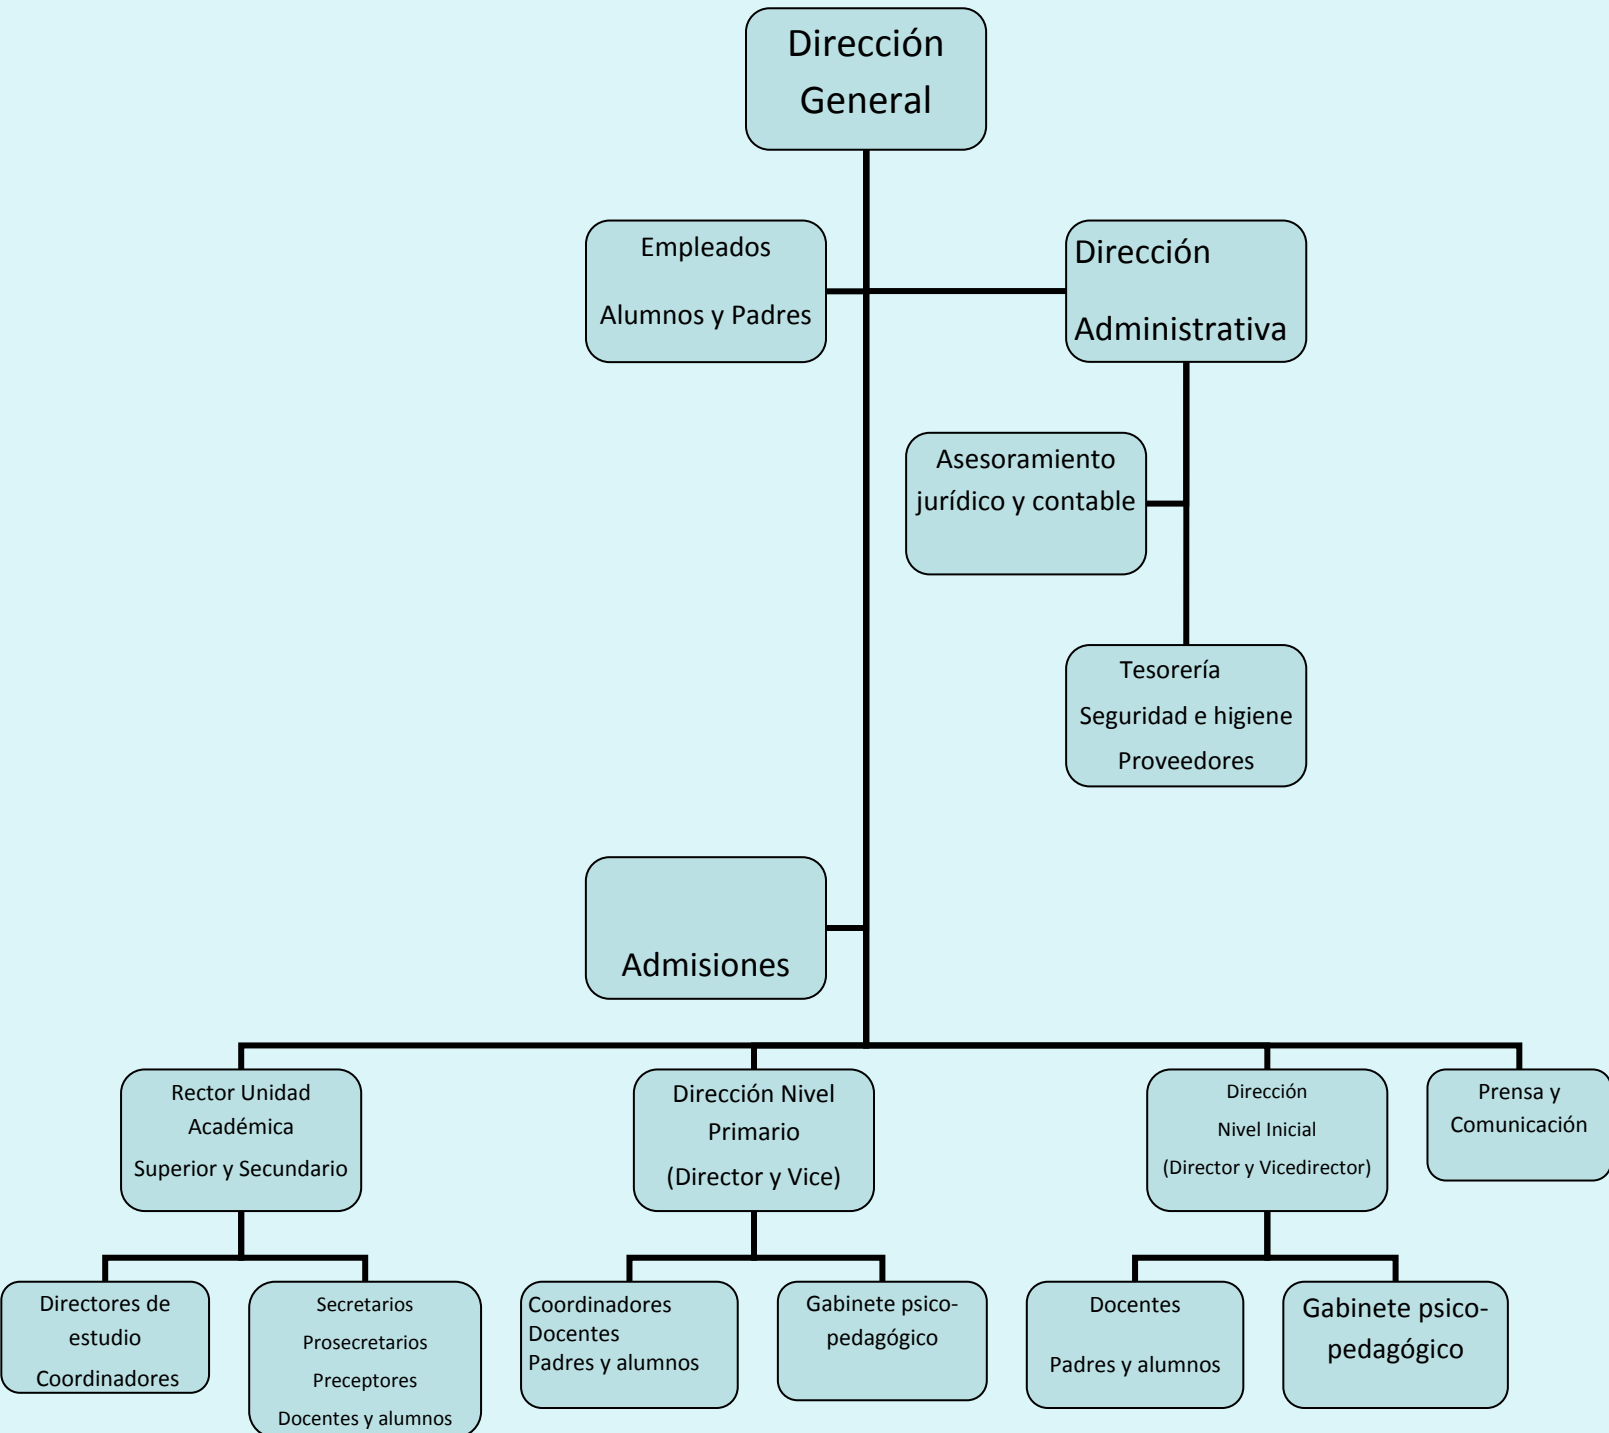 Dirección
General
Empleados
Alumnos y Padres
Dirección
Administrativa
Asesoramiento
jurídico y contable
Tesorería
Seguridad e higiene
Proveedores
Admisiones
Rector Unidad
Académica
Superior y Secundario
Dirección Nivel
Primario
(Director y Vice)
Dirección
Nivel Inicial
(Director y Vicedirector)
Prensa y
Comunicación
Directores de
estudio
Coordinadores
Secretarios
Prosecretarios
Preceptores
Docentes y alumnos
Coordinadores
Docentes
Padres y alumnos
Gabinete psico-
pedagógico
Docentes
Padres y alumnos
Gabinete psico-
pedagógico